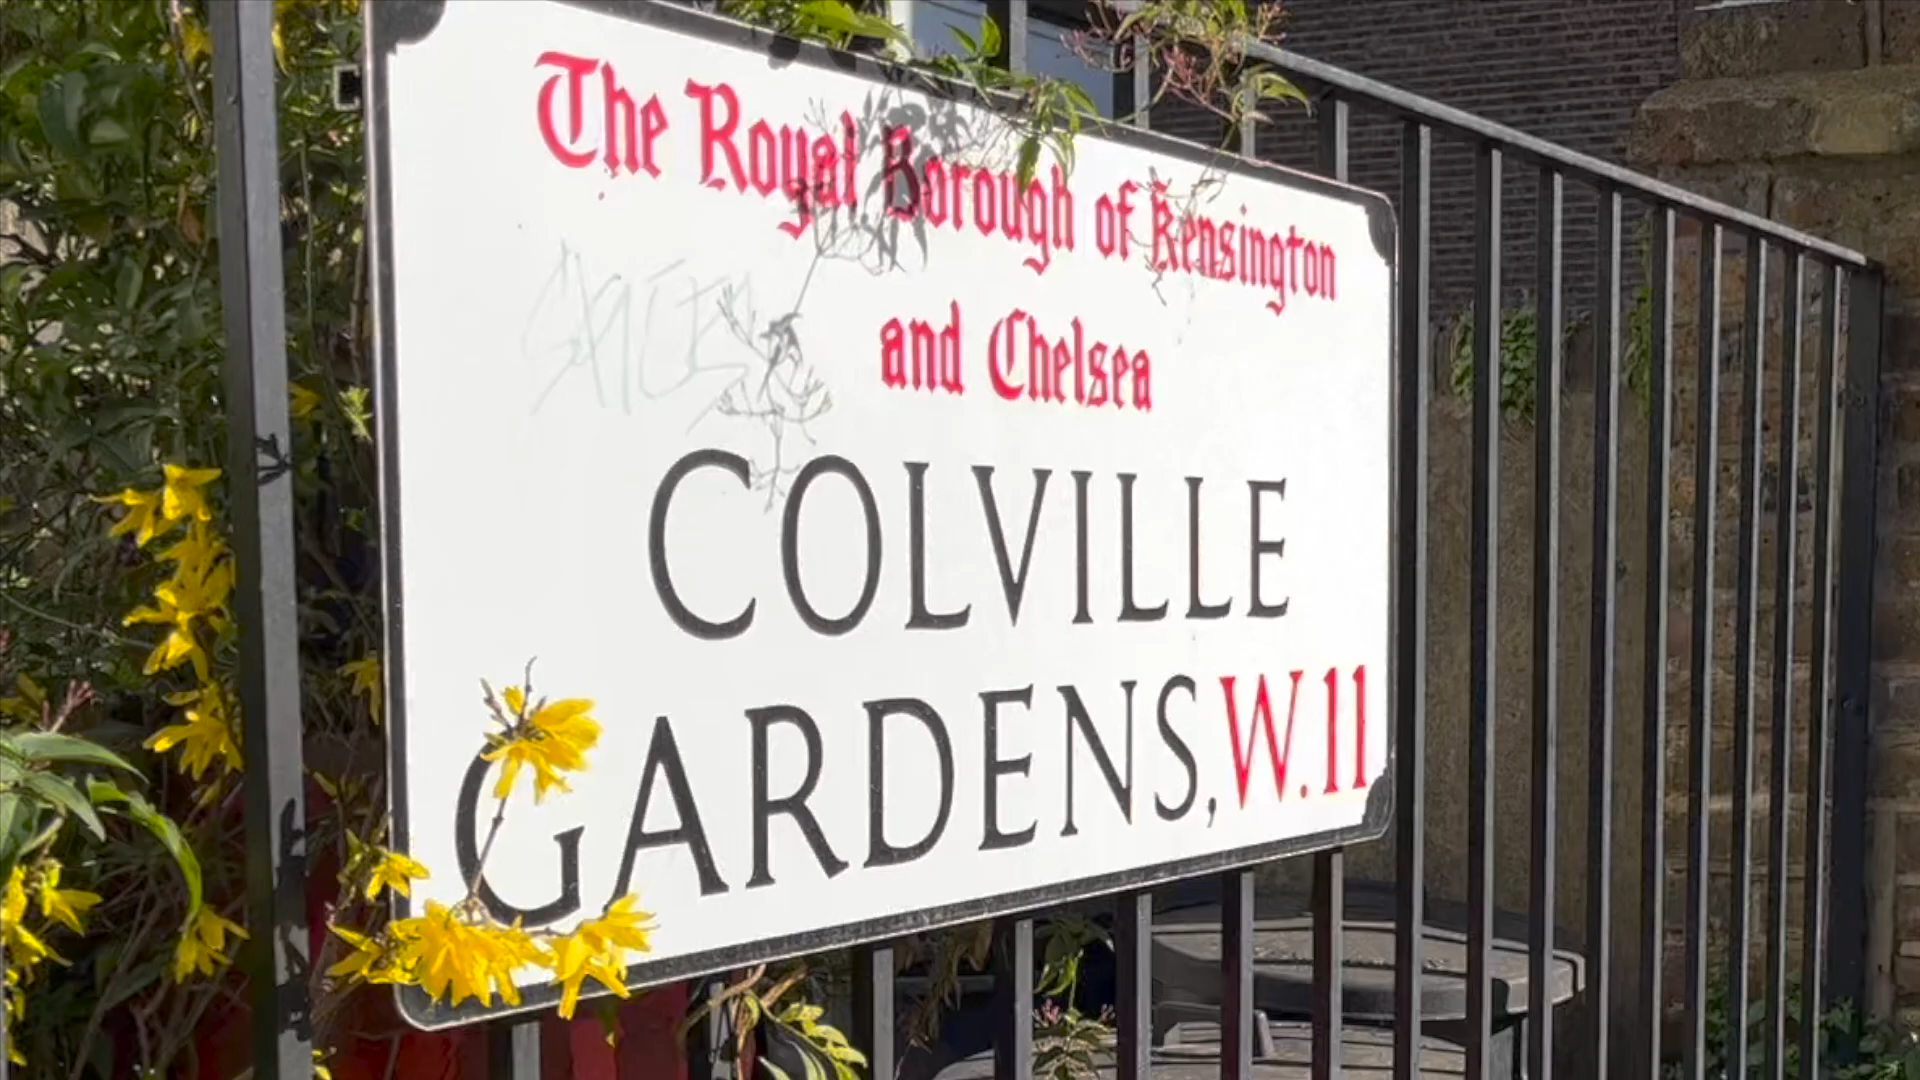 The Royal Borough of Kensington
and Chelsea
COLVILLE
GARDENS, W.11